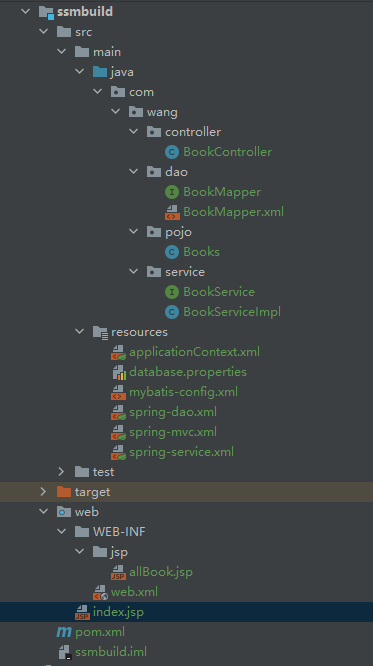 ssmbuild
src
main
java
com
wang
controller
BookController
dao
BookMapper
BookMapper.xml
pojo
Books
service
BookService
BookServiceImpl
resources
applicationContext.xml
database.properties
mybatis-config.xml
spring-dao.xml
spring-mvc.xml
spring-service.xml
test
target
web
WEB-INF
jsp
allBook.jsp
web.xml
index.jsp
pom.xml
ssmbuild.iml